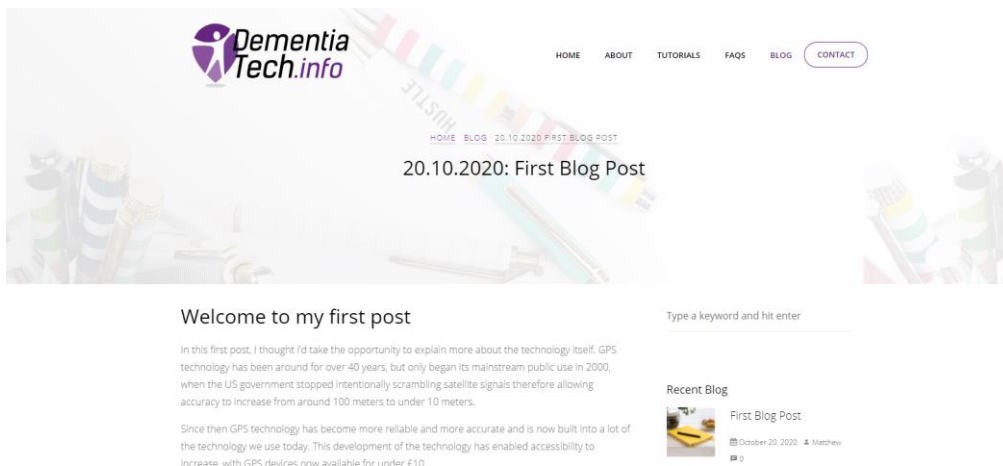 Dementia
Tech.info
HOME ABOUT TUTORIALS FAQS BLOG CONTACT
HUSTLE
HOME BLOG 20.10.2020 FIRST BLOG POST
20.10.2020: First Blog Post
Welcome to my first post
In this first post, I thought i'd take the opportunity to explain more about the technology itself. GPS
technology has been around for over 40 years, but only began its mainstream public use in 2000,
when the US government stopped intentionally scrambling satellite signals therefore allowing
accuracy to increase from around 100 meters to under 10 meters.
Since then GPS technology has become more reliable and more accurate and is now built into a lot of
the technology we use today. This development of the technology has enabled accessibility to
increase, with GPS devices now available for under £10.
Type a keyword and hit enter
Recent Blog
First Blog Post
October 20, 2020 Matthew
0